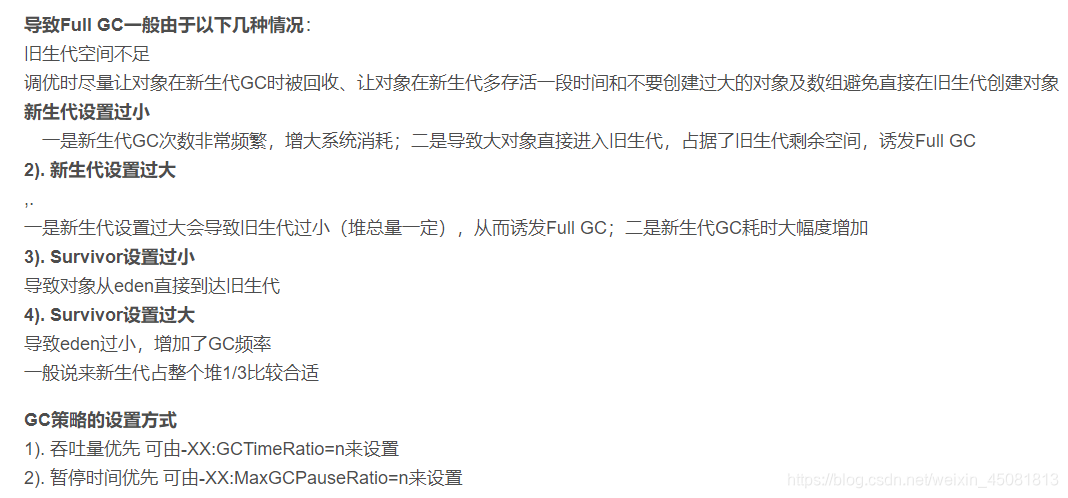 导致Full GC一般由于以下几种情况：
旧生代空间不足
调优时尽量让对象在新生代GC时被回收、让对象在新生代多存活一段时间和不要创建过大的对象及数组避免直接在旧生代创建对象
新生代设置过小
一是新生代GC次数非常频繁，增大系统消耗；二是导致大对象直接进入旧生代，占据了旧生代剩余空间，诱发Full GC
2). 新生代设置过大
,.
一是新生代设置过大会导致旧生代过小（堆总量一定），从而诱发Full GC；二是新生代GC耗时大幅度增加
3). Survivor设置过小
导致对象从eden直接到达旧生代
4). Survivor设置过大
导致eden过小，增加了GC频率
一般说来新生代占整个堆1/3比较合适
GC策略的设置方式
1). 吞吐量优先 可由-XX:GCTimeRatio=n来设置
2). 暂停时间优先 可由-XX:MaxGCPauseRatio=n来设置
https://blog.csdn.net/weixin_45081813